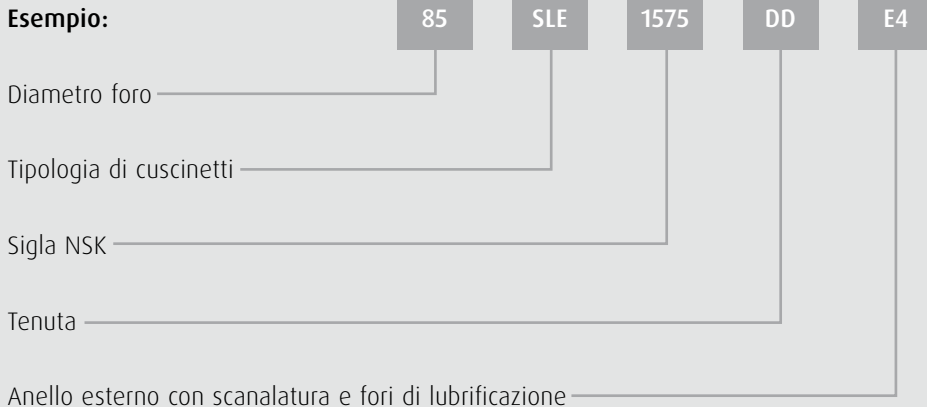 Esempio: 85 SLE 1575 DD E4
Diametro foro
Tipologia di cuscinetti
Sigla NSK
Tenuta
Anello esterno con scanalatura e fori di lubrificazione